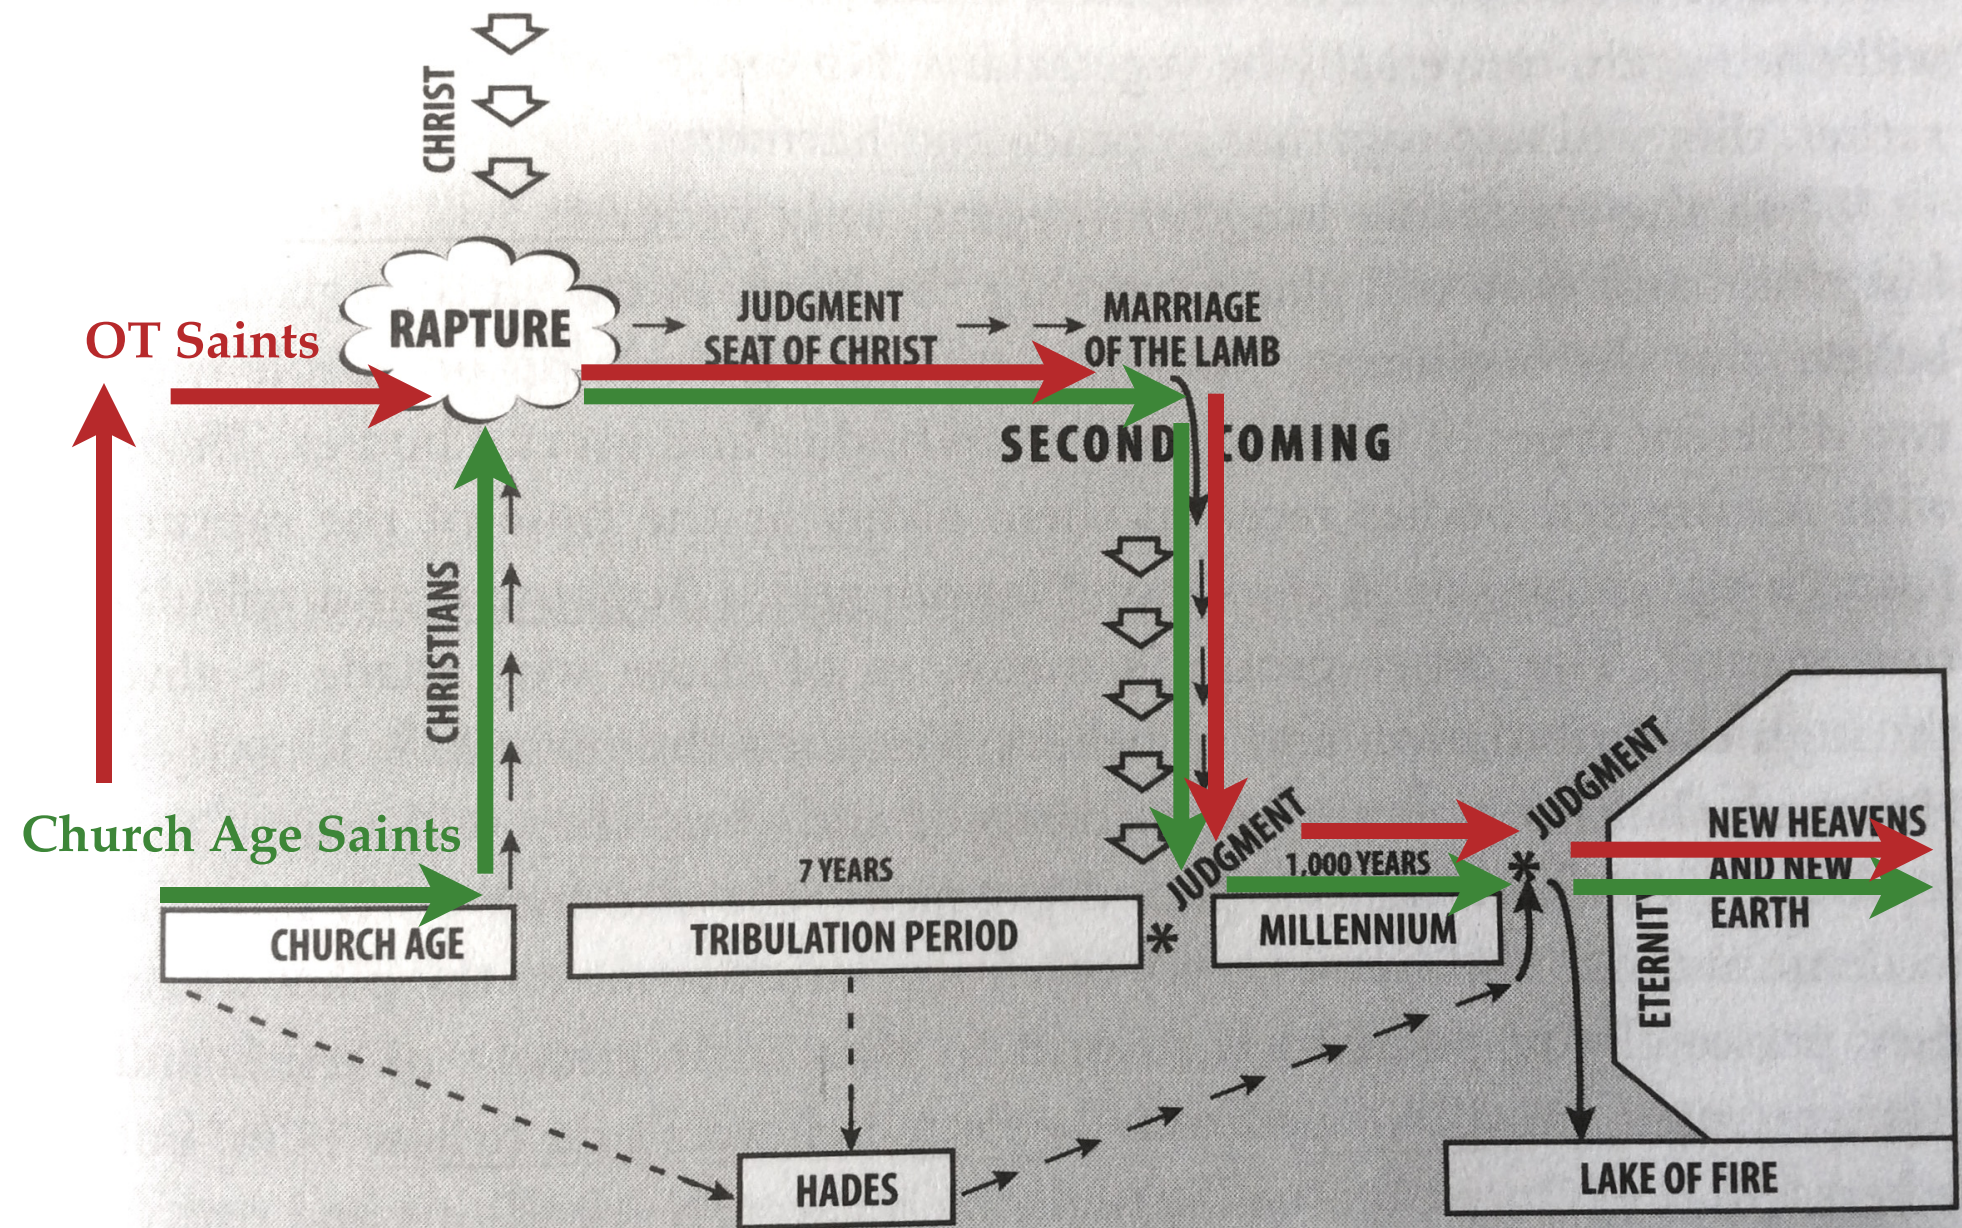 CHRIST
RAPTURE
JUDGMENT
SEAT OF CHRIST
MARRIAGE
OF THE LAMB
OT Saints
SECOND COMING
CHRISTIANS
Church Age Saints
7 YEARS
JUDGMENT
1,000 YEARS
JUDGMENT
CHURCH AGE
TRIBULATION PERIOD
*
MILLENNIUM
*
ETERNITY
NEW HEAVENS
AND NEW
EARTH
HADES
LAKE OF FIRE